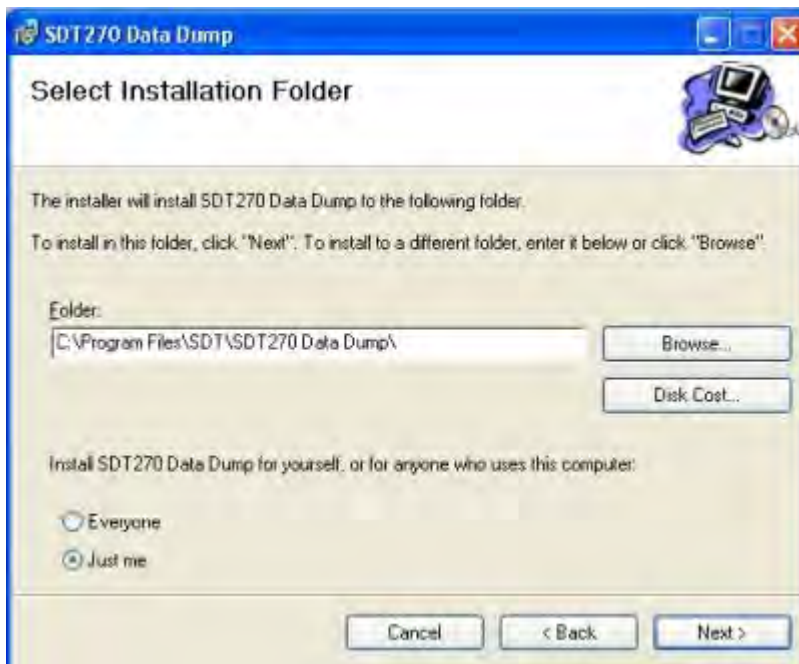 SDT270 Data Dump
Select Installation Folder
The installer will install SDT270 Data Dump to the following folder.
To install in this folder, click "Next". To install to a different folder, enter it below or click "Browse".
Folder:
C:\Program Files\SDT\SDT270 Data Dump\
Browse...
Disk Cost...
Install SDT270 Data Dump for yourself, or for anyone who uses this computer:
Everyone
Just me
Cancel
< Back
Next >